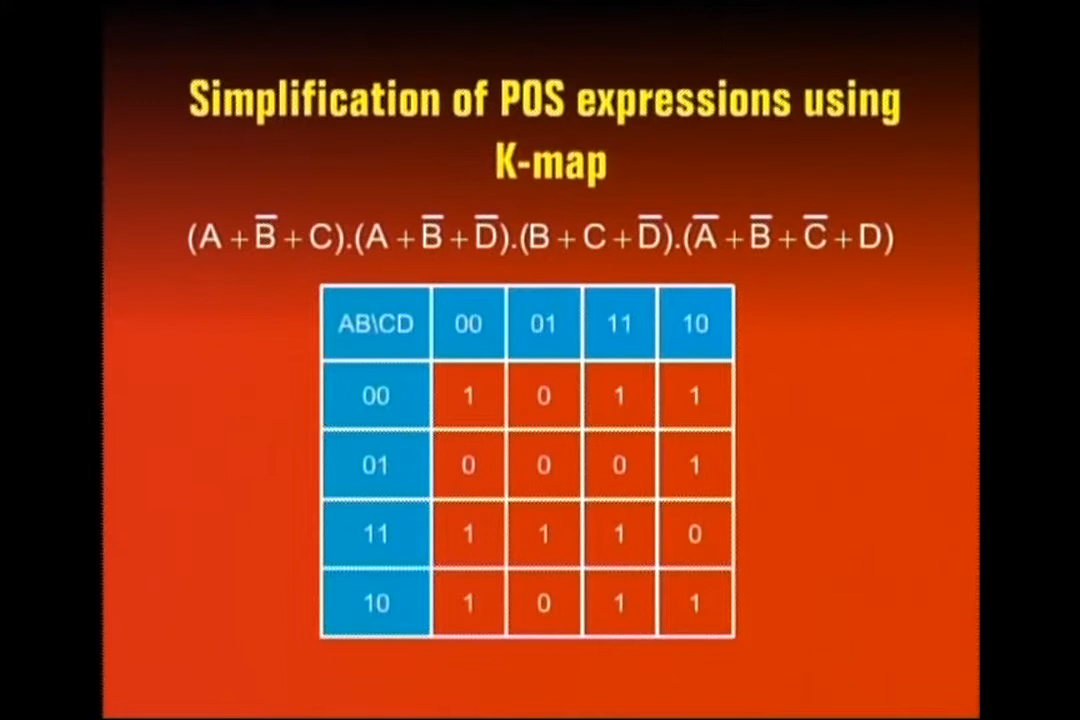 Simplification of POS expressions using
K-map
(A + B̅ + C).(A + B̅ + D̅).(B + C + D̅).(A̅ + B̅ + C̅ + D)
AB\CD 00 01 11 10
00 1 0 1 1
01 0 0 0 1
11 1 1 1 0
10 1 0 1 1